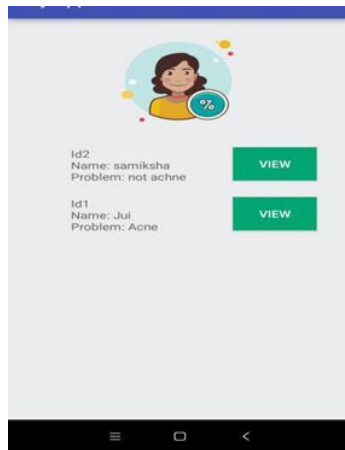 %
Id2
Name: samiksha
Problem: not achne
VIEW
Id1
Name: Jui
Problem: Acne
VIEW